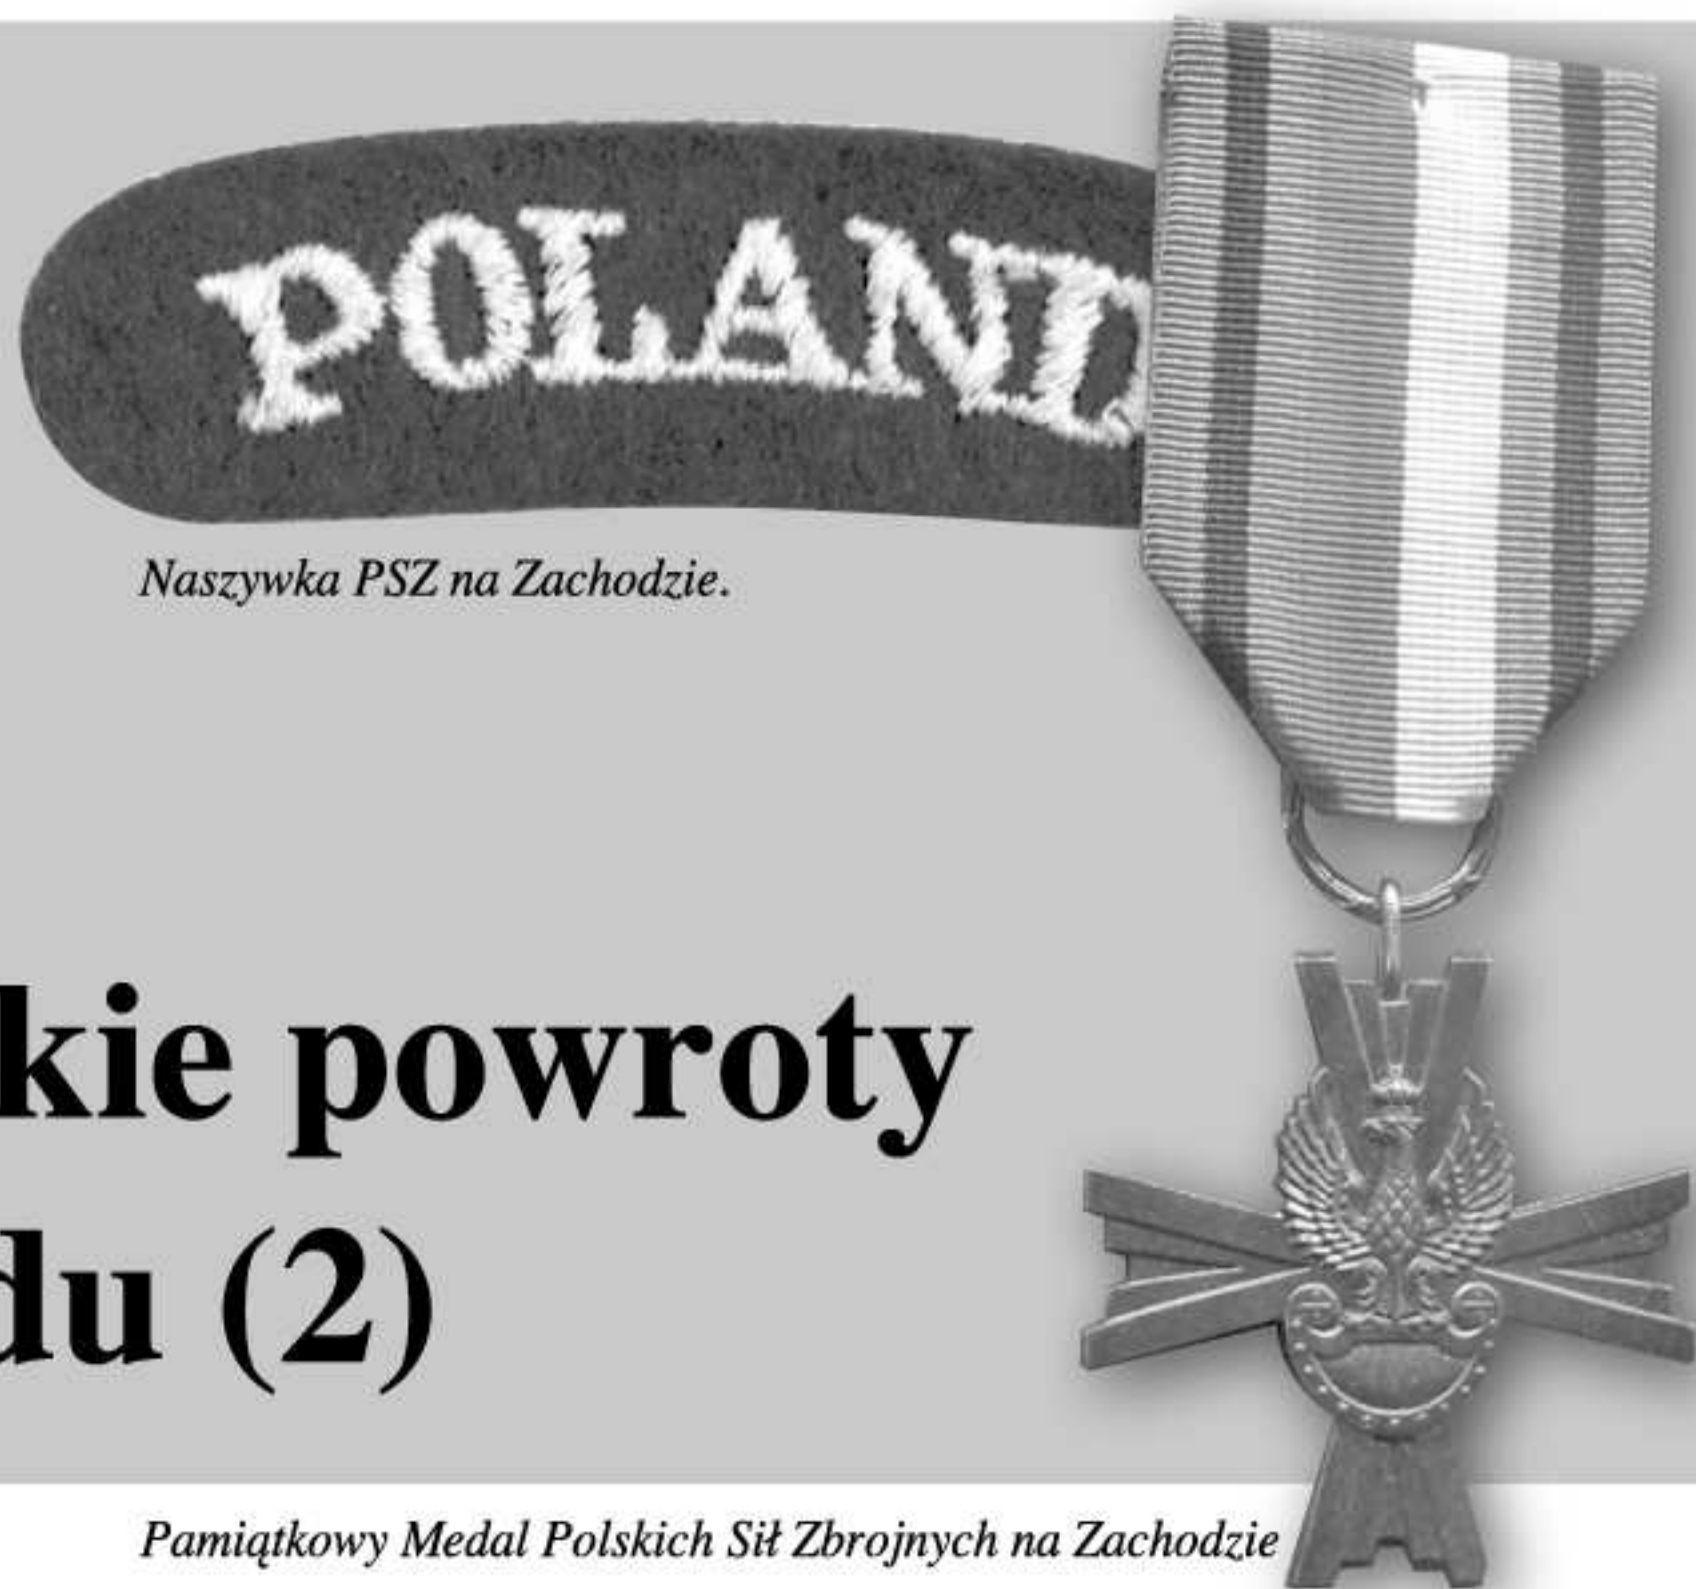 POLAND
Naszywka PSZ na Zachodzie.
kie powroty
du (2)
Pamiątkowy Medal Polskich Sił Zbrojnych na Zachodzie